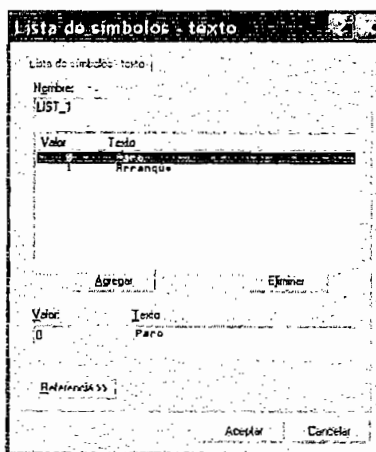 Lista de símbolos - texto
Lista de símbolos - texto
Nombre:
LIST_1
Valor Texto
0 Paro
1 Arranque
Agregar Eliminar
Valor: Texto
0 Paro
Referencia >>
Aceptar Cancelar